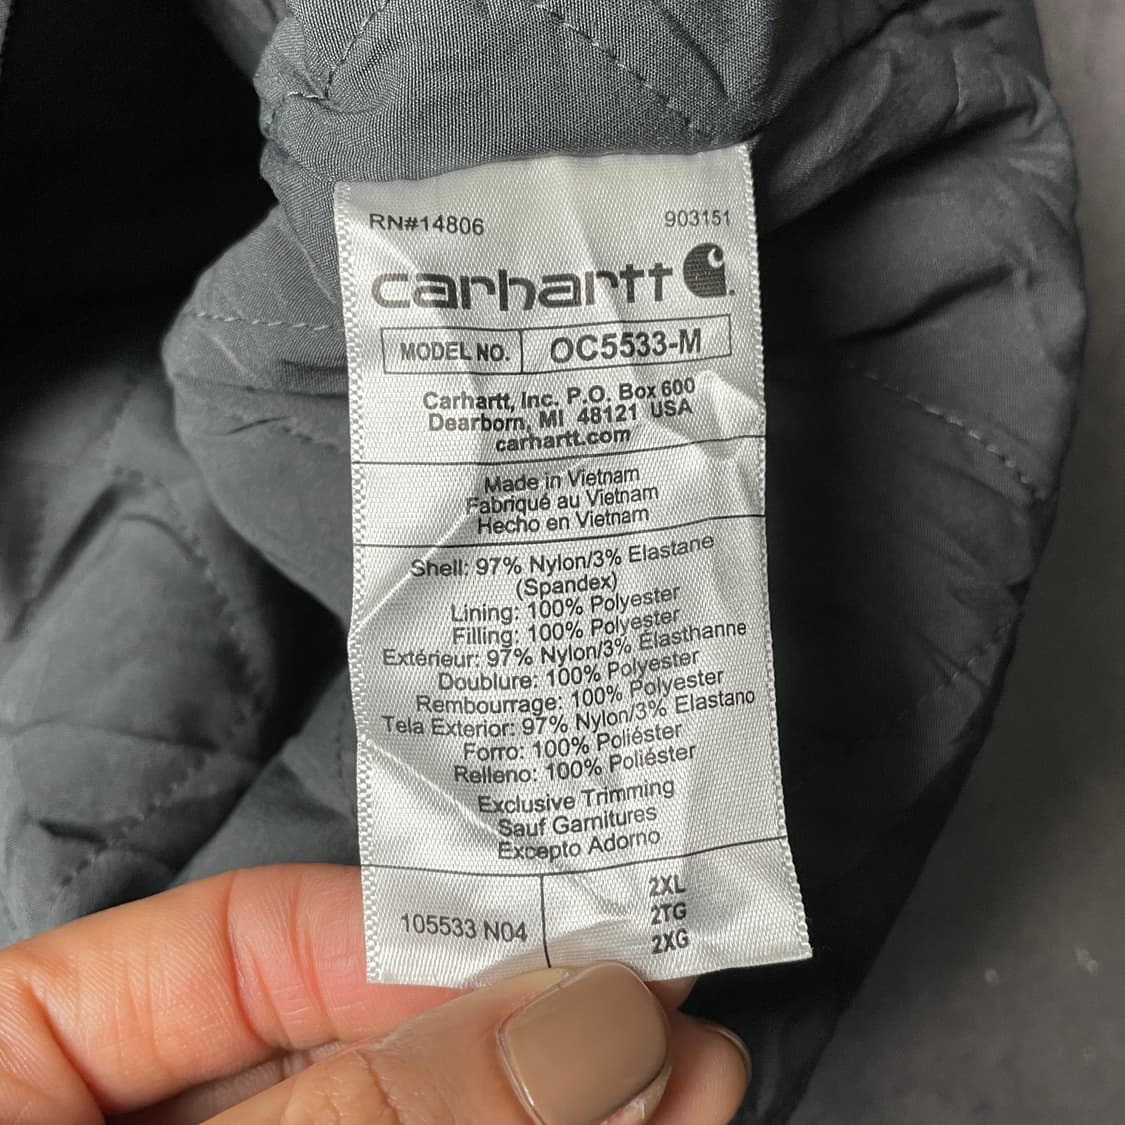 RN#14806 903151
carhartt
MODEL NO. OC5533-M
Carhartt, Inc. P.O. Box 600
Dearborn, MI 48121 USA
carhartt.com
Made in Vietnam
Fabriqué au Vietnam
Hecho en Vietnam
Shell: 97% Nylon/3% Elastane
(Spandex)
Lining: 100% Polyester
Filling: 100% Polyester
Extérieur: 97% Nylon/3% Élasthanne
Doublure: 100% Polyester
Rembourrage: 100% Polyester
Tela Exterior: 97% Nylon/3% Elastano
Forro: 100% Poliéster
Relleno: 100% Poliéster
Exclusive Trimming
Sauf Garnitures
Excepto Adorno
105533 N04
2XL
2TG
2XG